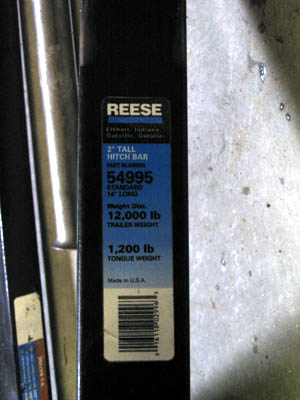 REESE
Elkhart, Indiana
Oakville, Ontario
2" TALL
HITCH BAR
PART NUMBER
54995
STANDARD
14" LONG
Weight Dist.
12,000 lb
TRAILER WEIGHT
1,200 lb
TONGUE WEIGHT
Made in U.S.A.